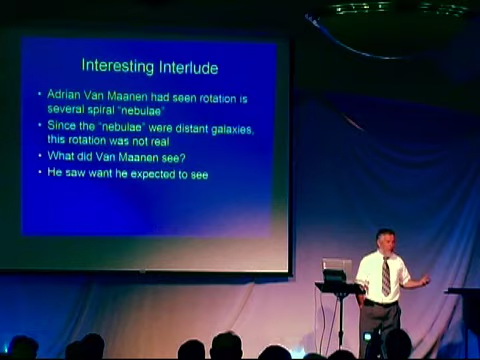 Interesting Interlude
• Adrian Van Maanen had seen rotation is
several spiral "nebulae"
• Since the "nebulae" were distant galaxies,
this rotation was not real
• What did Van Maanen see?
• He saw want he expected to see